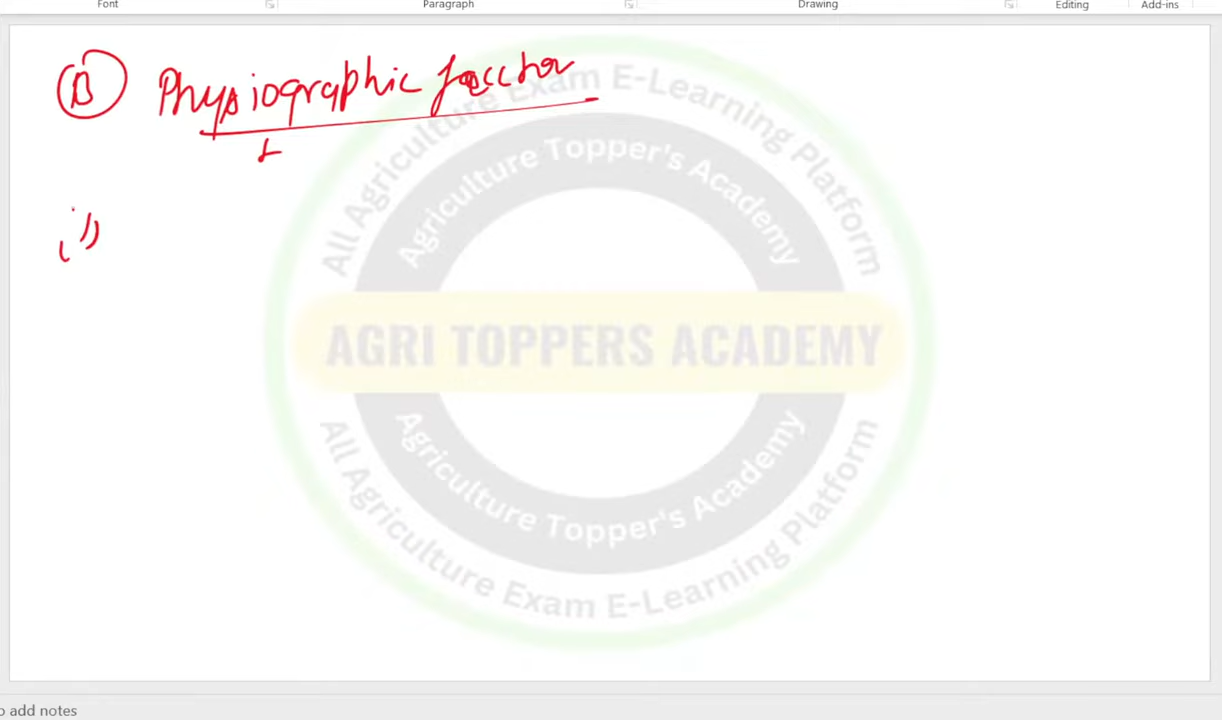 Font Paragraph Drawing Editing Add-ins
B Physiographic factor
i)
All Agriculture Exam E-Learning Platform
Agriculture Topper's Academy
AGRI TOPPERS ACADEMY
Agriculture Topper's Academy
All Agriculture Exam E-Learning Platform
o add notes